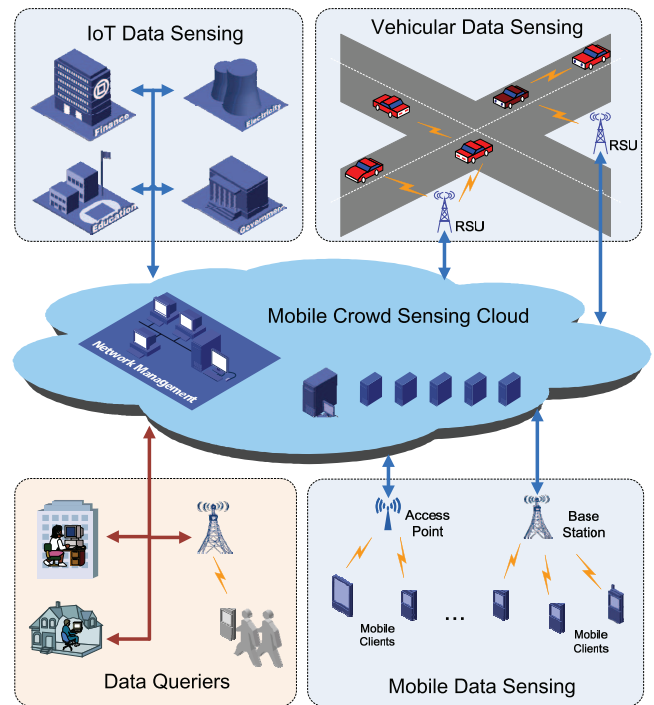 IoT Data Sensing
Finance
Electricity
Education
Government
Vehicular Data Sensing
RSU
RSU
Mobile Crowd Sensing Cloud
Network Management
Data Queriers
Access
Point
Base
Station
Mobile
Clients
...
Mobile
Clients
Mobile Data Sensing